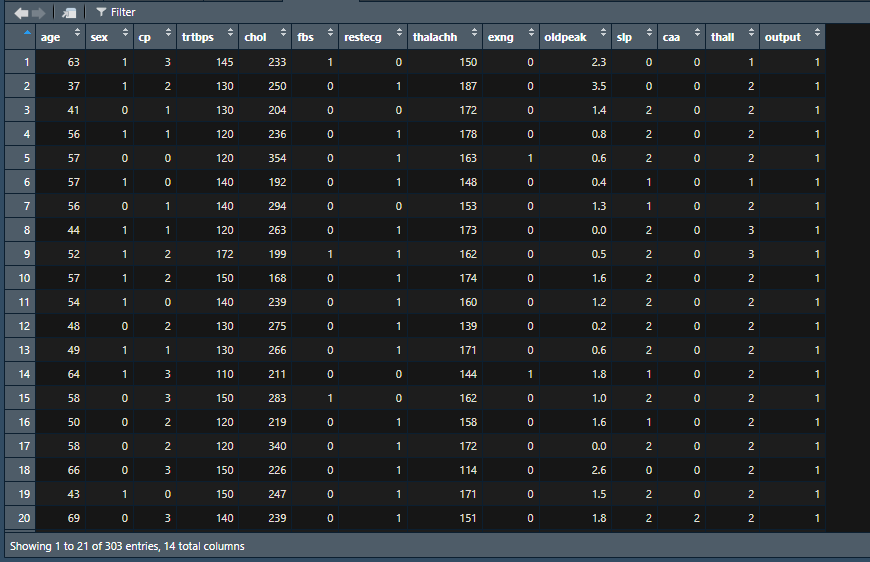 Filter
age sex cp trtbps chol fbs restecg thalachh exng oldpeak slp caa thall output
1 63 1 3 145 233 1 0 150 0 2.3 0 0 1 1
2 37 1 2 130 250 0 1 187 0 3.5 0 0 2 1
3 41 0 1 130 204 0 0 172 0 1.4 2 0 2 1
4 56 1 1 120 236 0 1 178 0 0.8 2 0 2 1
5 57 0 0 120 354 0 1 163 1 0.6 2 0 2 1
6 57 1 0 140 192 0 1 148 0 0.4 1 0 1 1
7 56 0 1 140 294 0 0 153 0 1.3 1 0 2 1
8 44 1 1 120 263 0 1 173 0 0.0 2 0 3 1
9 52 1 2 172 199 1 1 162 0 0.5 2 0 3 1
10 57 1 2 150 168 0 1 174 0 1.6 2 0 2 1
11 54 1 0 140 239 0 1 160 0 1.2 2 0 2 1
12 48 0 2 130 275 0 1 139 0 0.2 2 0 2 1
13 49 1 1 130 266 0 1 171 0 0.6 2 0 2 1
14 64 1 3 110 211 0 0 144 1 1.8 1 0 2 1
15 58 0 3 150 283 1 0 162 0 1.0 2 0 2 1
16 50 0 2 120 219 0 1 158 0 1.6 1 0 2 1
17 58 0 2 120 340 0 1 172 0 0.0 2 0 2 1
18 66 0 3 150 226 0 1 114 0 2.6 0 0 2 1
19 43 1 0 150 247 0 1 171 0 1.5 2 0 2 1
20 69 0 3 140 239 0 1 151 0 1.8 2 2 2 1
Showing 1 to 21 of 303 entries, 14 total columns